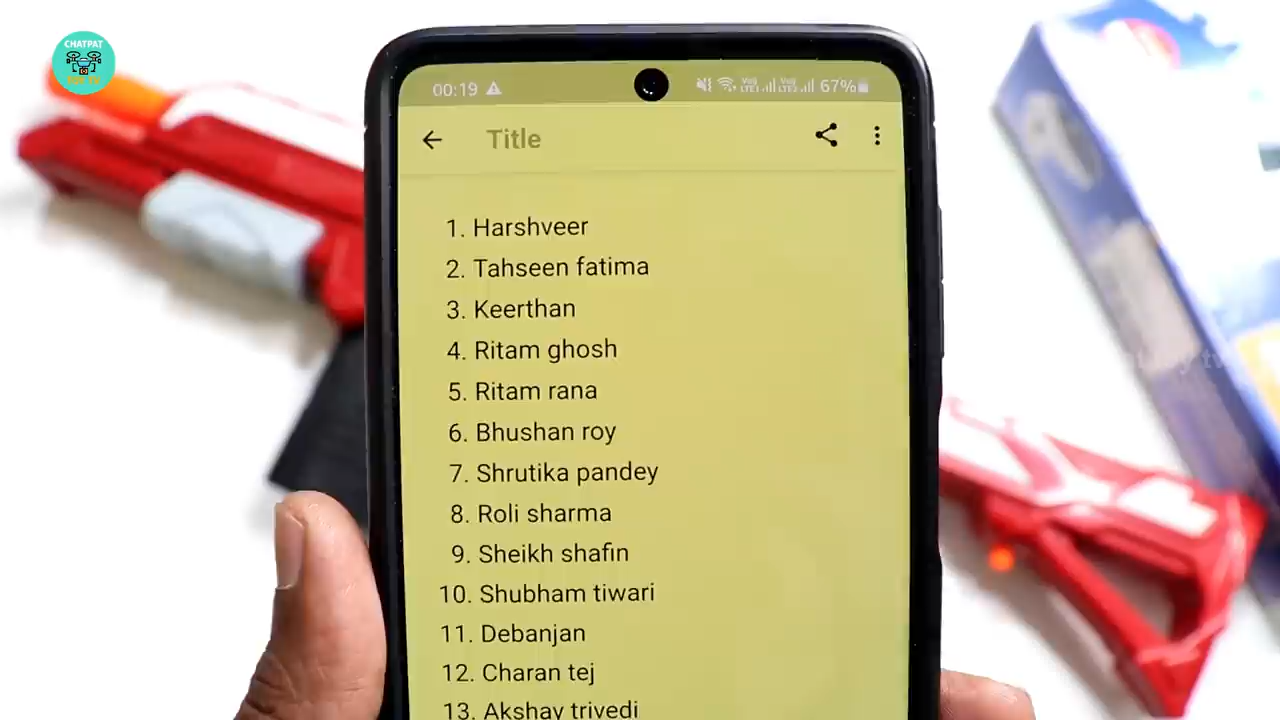 CHATPAT
TOY TV
00:19
67%
Title
1. Harshveer
2. Tahseen fatima
3. Keerthan
4. Ritam ghosh
5. Ritam rana
6. Bhushan roy
7. Shrutika pandey
8. Roli sharma
9. Sheikh shafin
10. Shubham tiwari
11. Debanjan
12. Charan tej
13. Akshay trivedi